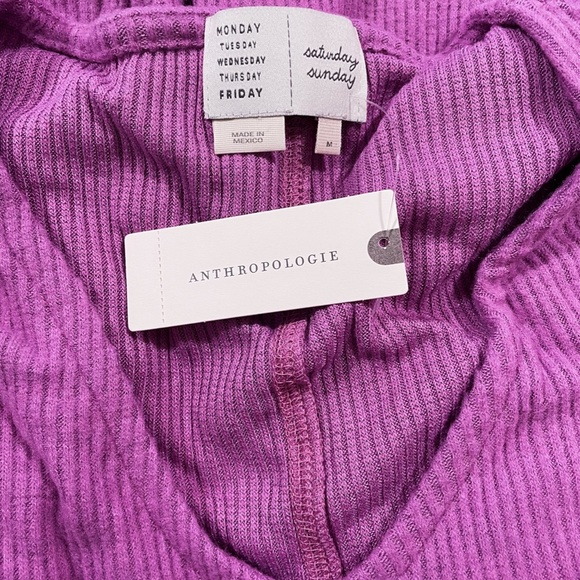 MONDAY
TUESDAY
WEDNESDAY
THURSDAY
FRIDAY
saturday
sunday
MADE IN
MEXICO
M
ANTHROPOLOGIE